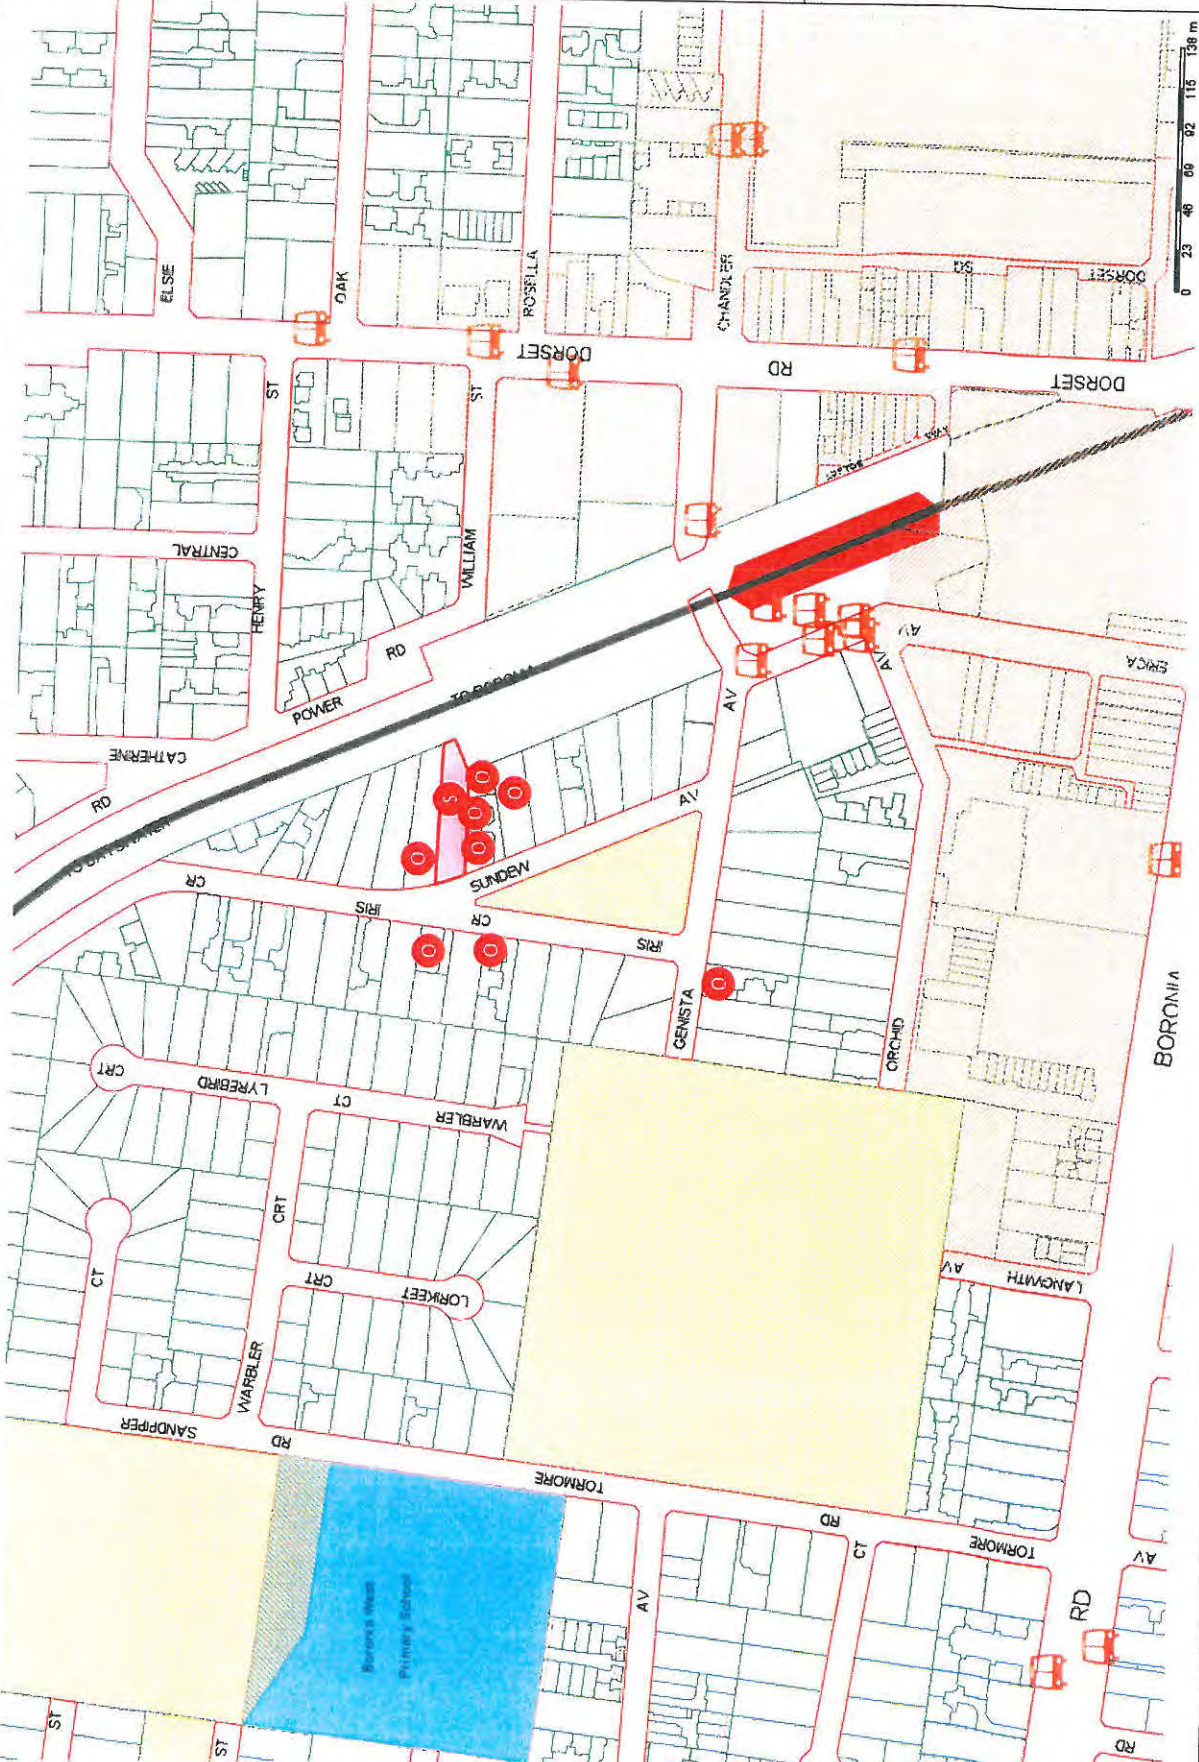 ELSIE
OAK
ROSELLA
CHANDLER
DORSET
SQ
DORSET
RD
DORSET
0 23 46 69 92 115 138 m
ST
ST
CENTRAL
HENRY
WILLIAM
CATHERINE
POWER
RD
RD
TO BORONIA
CR
IRIS
CR
IRIS
SUNDEW
AV
AV
AV
AV
ERICA
S
O
O
O
O
O
O
O
O
GENISTA
ORCHID
BORONIA
RD
CRT
LYREBIRD
CT
WARBLER
CT
CRT
CRT
LORIKEET
WARBLER
SANDPIPER
RD
TORMORE
RD
TORMORE
AV
LANGWITH
AV
CT
AV
RD
ST
ST
Boronia West
Primary School